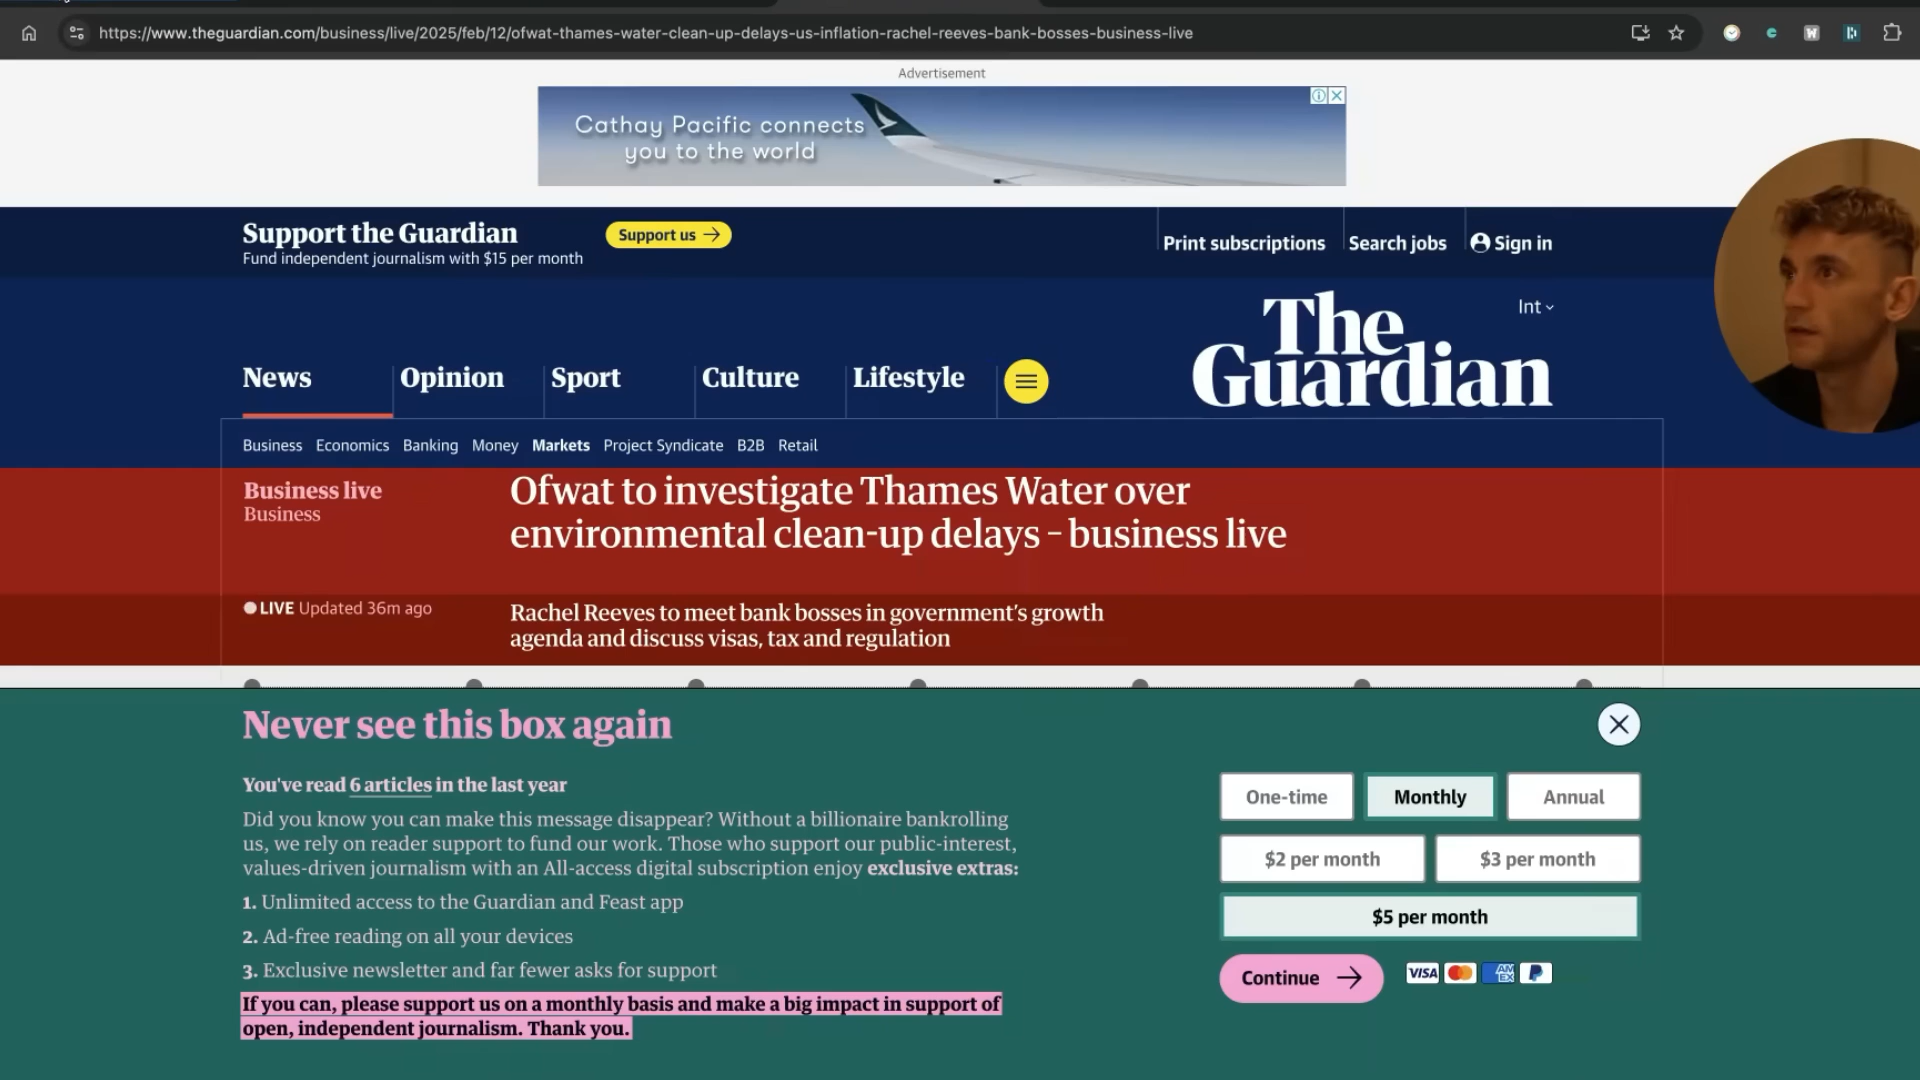 https://www.theguardian.com/business/live/2025/feb/12/ofwat-thames-water-clean-up-delays-us-inflation-rachel-reeves-bank-bosses-business-live
Advertisement
Cathay Pacific connects
you to the world
Support the Guardian
Fund independent journalism with $15 per month
Support us
Print subscriptions
Search jobs
Sign in
The
Guardian
Int
News
Opinion
Sport
Culture
Lifestyle
Business Economics Banking Money Markets Project Syndicate B2B Retail
Business live
Business
Ofwat to investigate Thames Water over
environmental clean-up delays – business live
LIVE Updated 36m ago
Rachel Reeves to meet bank bosses in government's growth
agenda and discuss visas, tax and regulation
Never see this box again
You've read 6 articles in the last year
Did you know you can make this message disappear? Without a billionaire bankrolling
us, we rely on reader support to fund our work. Those who support our public-interest,
values-driven journalism with an All-access digital subscription enjoy exclusive extras:
1. Unlimited access to the Guardian and Feast app
2. Ad-free reading on all your devices
3. Exclusive newsletter and far fewer asks for support
If you can, please support us on a monthly basis and make a big impact in support of
open, independent journalism. Thank you.
One-time
Monthly
Annual
$2 per month
$3 per month
$5 per month
Continue
VISA
AMEX